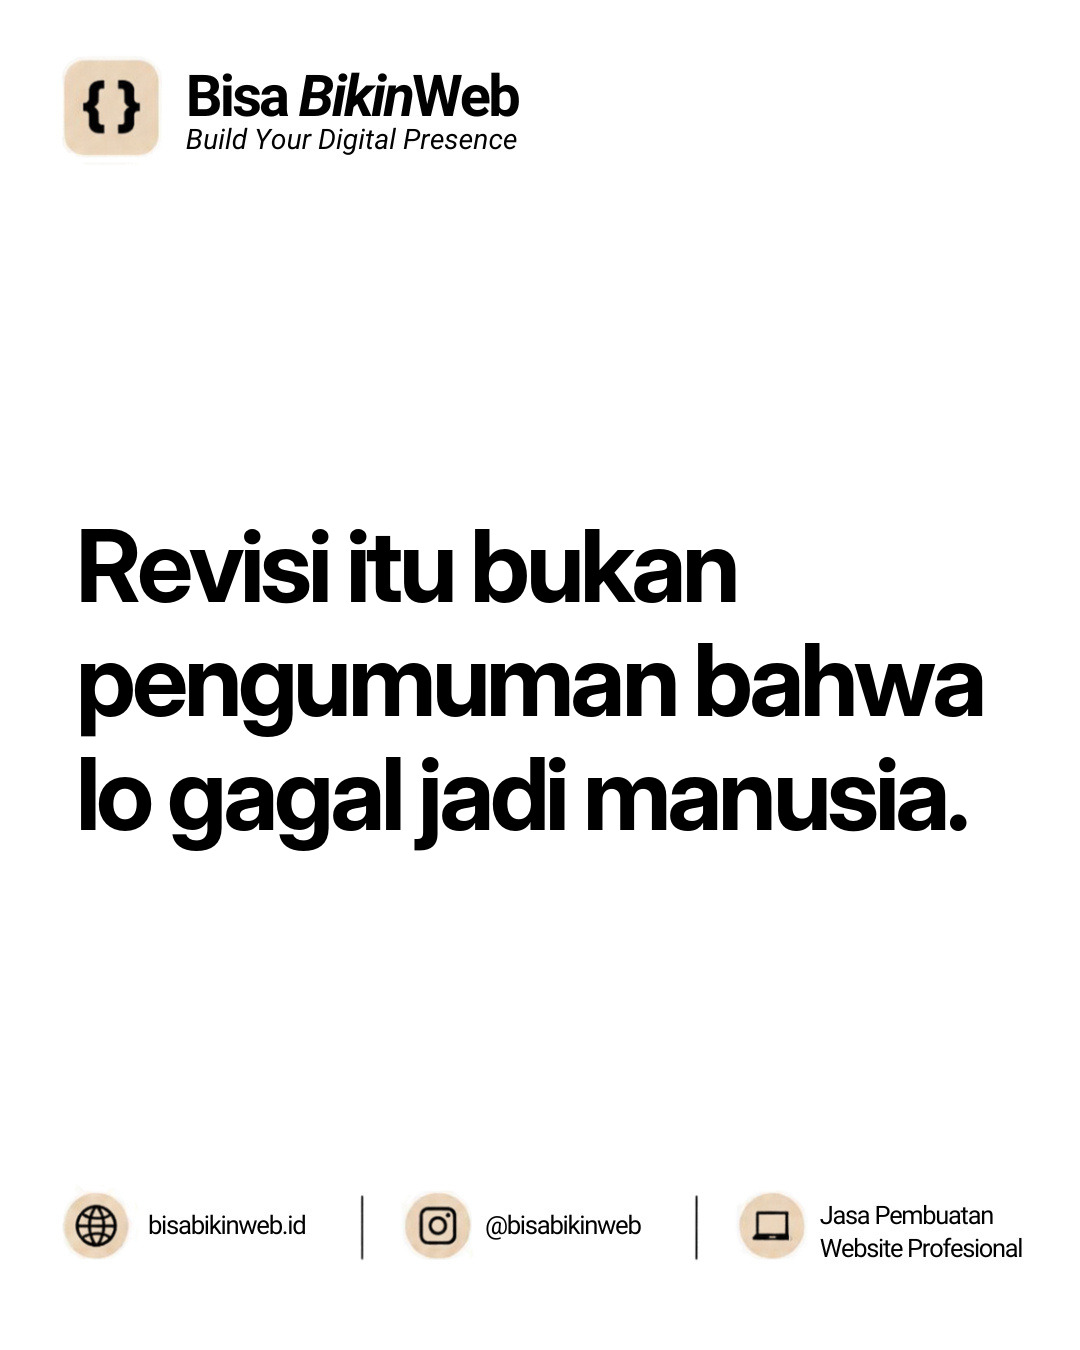 { }
Bisa BikinWeb
Build Your Digital Presence
Revisi itu bukan
pengumuman bahwa
lo gagal jadi manusia.
bisabikinweb.id
@bisabikinweb
Jasa Pembuatan
Website Profesional